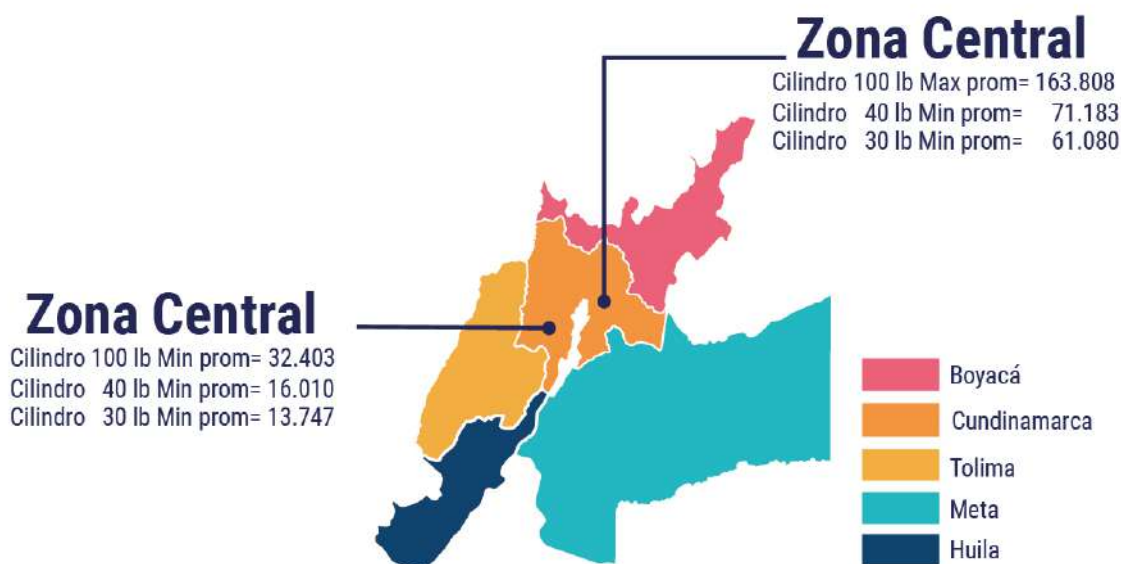 Zona Central
Cilindro 100 lb Max prom= 163.808
Cilindro 40 lb Min prom= 71.183
Cilindro 30 lb Min prom= 61.080
Zona Central
Cilindro 100 lb Min prom= 32.403
Cilindro 40 lb Min prom= 16.010
Cilindro 30 lb Min prom= 13.747
Boyacá
Cundinamarca
Tolima
Meta
Huila